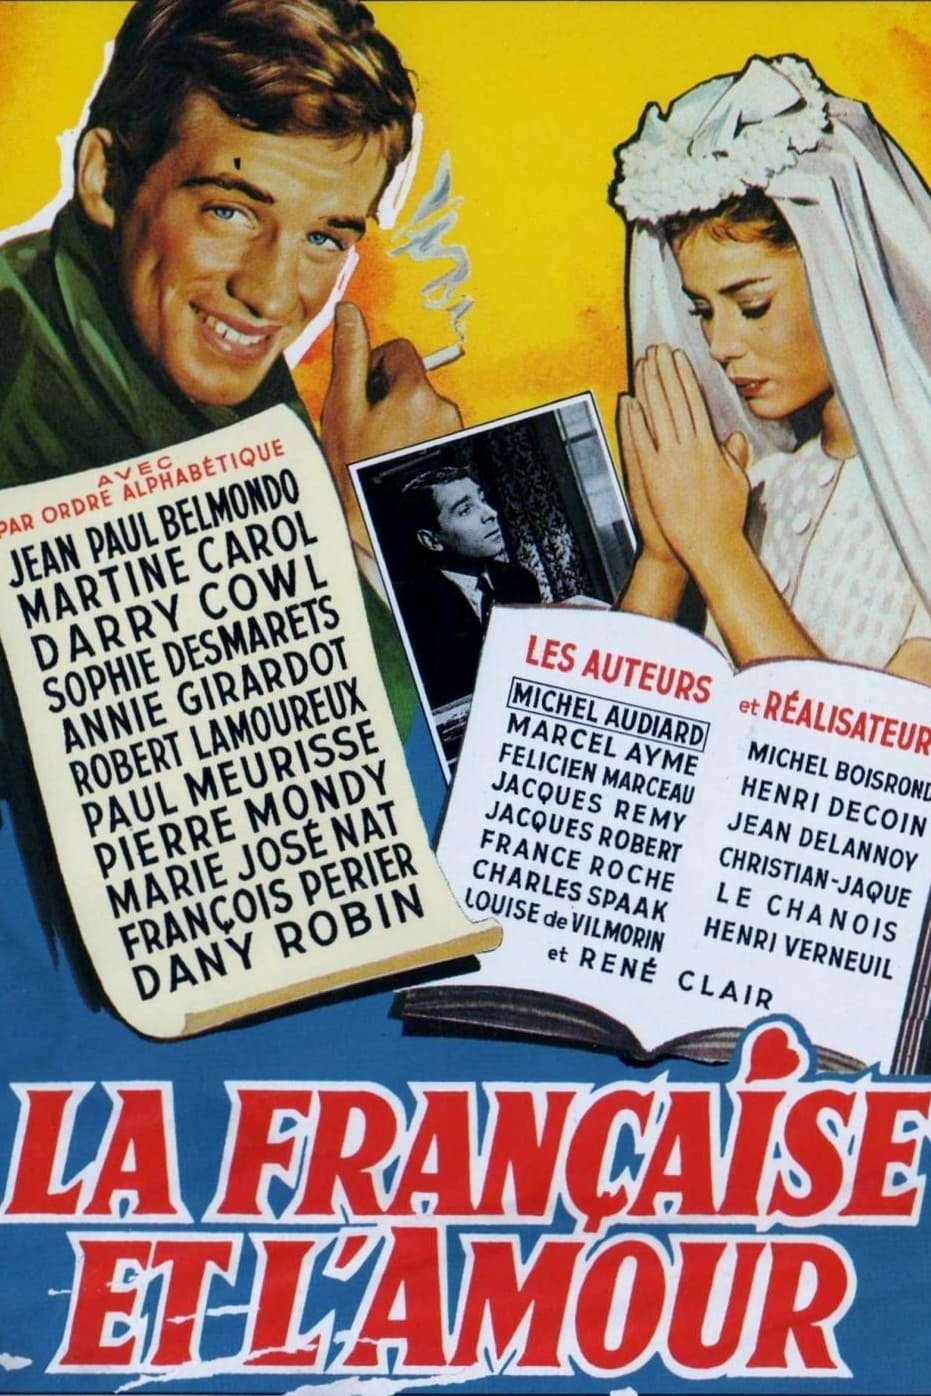 AVEC
PAR ORDRE ALPHABÉTIQUE
JEAN PAUL BELMONDO
MARTINE CAROL
DARRY COWL
SOPHIE DESMARETS
ANNIE GIRARDOT
ROBERT LAMOUREUX
PAUL MEURISSE
PIERRE MONDY
MARIE JOSÉ NAT
FRANÇOIS PERIER
DANY ROBIN
LES AUTEURS
MICHEL AUDIARD
MARCEL AYME
FELICIEN MARCEAU
JACQUES REMY
JACQUES ROBERT
FRANCE ROCHE
CHARLES SPAAK
LOUISE de VILMORIN
et RENÉ CLAIR
et RÉALISATEUR
MICHEL BOISROND
HENRI DECOIN
JEAN DELANNOY
CHRISTIAN-JAQUE
LE CHANOIS
HENRI VERNEUIL
LA FRANÇAISE
ET L'AMOUR